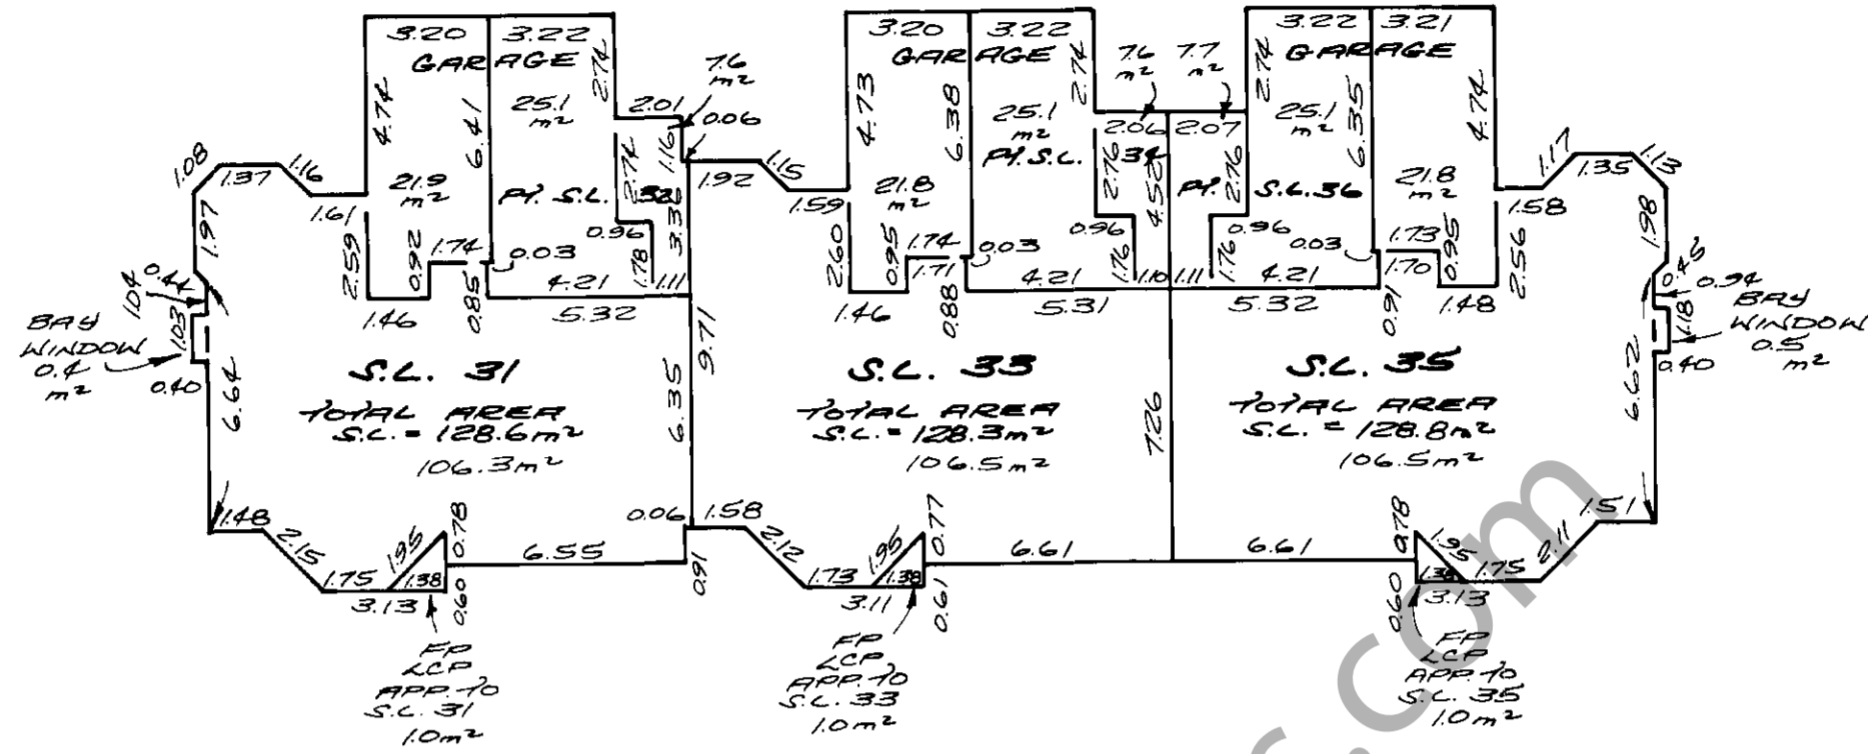 3.20 3.22
GARAGE
4.74 6.41 2.74
25.1
m²
21.9
m²
Pt. S.L. 32
7.6
m²
2.01
0.06
1.16
2.74
3.36
0.96
1.78
1.11
1.08
1.37
1.16
1.61
1.97
2.59
0.92
1.74
0.03
0.85
4.21
5.32
1.46
0.44
1.04
1.03
BAY
WINDOW
0.4
m²
0.40
6.64
S.L. 31
TOTAL AREA
S.L. = 128.6m²
106.3m²
9.71
6.35
1.48
2.15
1.95
0.78
1.75
1.38
3.13
0.60
6.55
0.06
0.91
FP
LCP
APP. TO
S.L. 31
1.0m²
3.20 3.22
GARAGE
4.73 6.38 2.74
25.1
m²
21.8
m²
Pt. S.L. 34
7.6
m²
2.06
1.92
1.15
1.59
2.76
4.52
0.96
1.76
1.10
2.60
0.95
1.74
0.03
1.71
0.88
4.21
5.31
1.46
S.L. 33
TOTAL AREA
S.L. = 128.3m²
106.5m²
7.26
1.58
2.12
1.95
0.77
1.73
1.38
3.11
0.61
6.61
FP
LCP
APP. TO
S.L. 33
1.0m²
3.22 3.21
GARAGE
2.74 6.35 4.74
25.1
m²
21.8
m²
Pt. S.L. 36
7.7
m²
2.07
2.76
0.96
1.76
1.11
4.21
5.32
0.03
1.73
1.70
0.95
0.91
1.48
2.56
1.58
1.17
1.35
1.13
1.98
0.45
0.94
1.18
BAY
WINDOW
0.5
m²
0.40
6.62
S.L. 35
TOTAL AREA
S.L. = 128.8m²
106.5m²
1.51
2.11
1.95
0.78
1.75
1.38
3.13
0.60
6.61
FP
LCP
APP. TO
S.L. 35
1.0m²